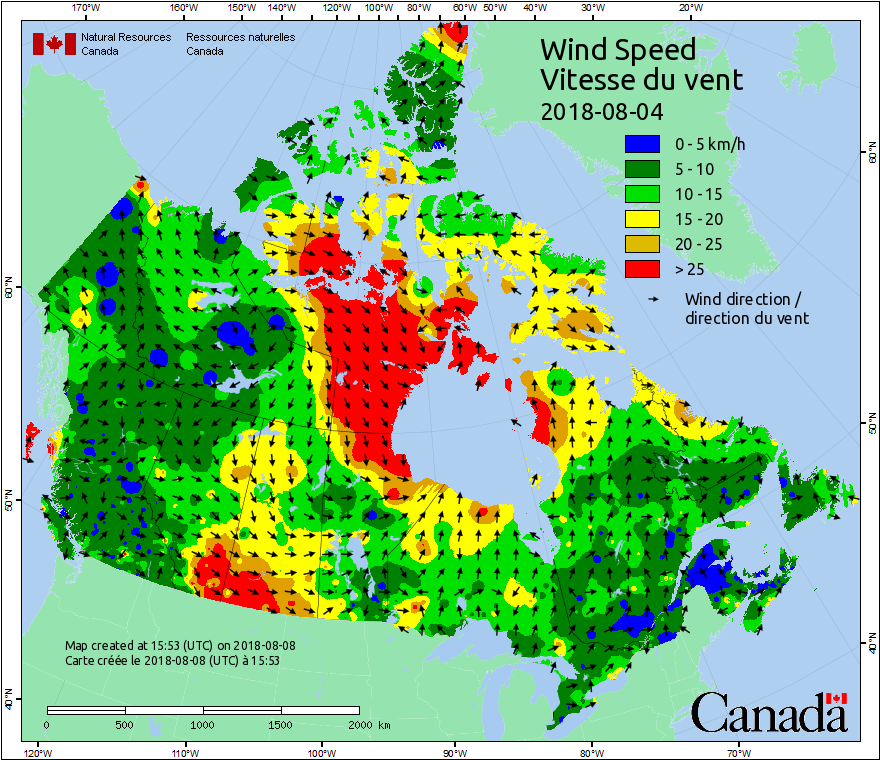 170°W 160°W 150°W 140°W 130°W 120°W 110°W 100°W 90°W 80°W 70°W 60°W 50°W 40°W 30°W 20°W
Natural Resources Ressources naturelles
Canada Canada
Wind Speed
Vitesse du vent
2018-08-04
0 - 5 km/h
5 - 10
10 - 15
15 - 20
20 - 25
> 25
Wind direction /
direction du vent
60°N
60°N
50°N
50°N
40°N
40°N
Map created at 15:53 (UTC) on 2018-08-08
Carte créée le 2018-08-08 (UTC) à 15:53
0 500 1000 1500 2000 km
Canada
120°W 110°W 100°W 90°W 80°W 70°W